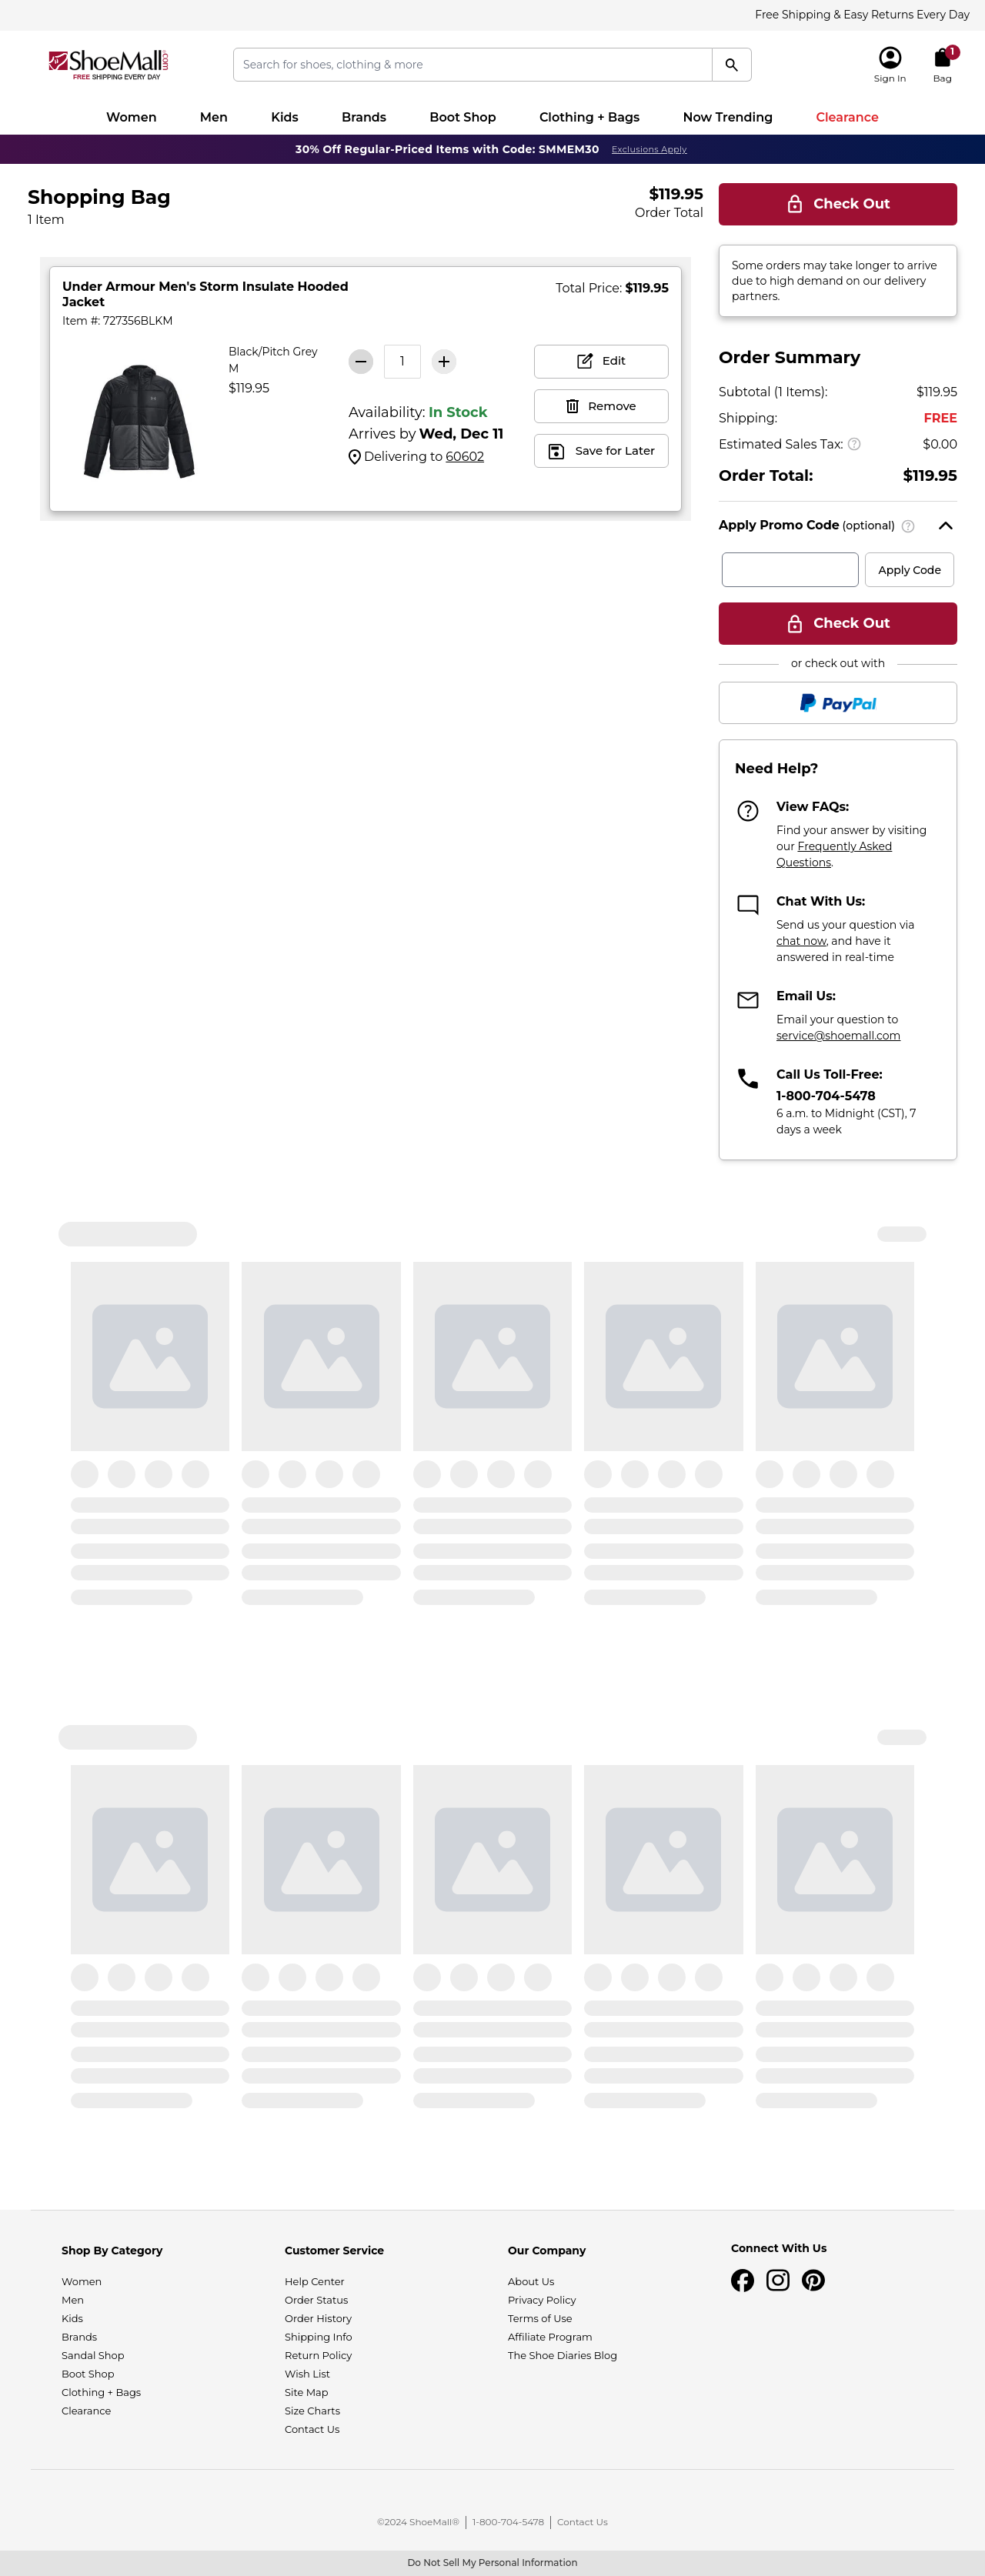 Free Shipping & Easy Returns Every Day
ShoeMall.com
FREE SHIPPING EVERY DAY
Search for shoes, clothing & more
Sign In
1
Bag
Women Men Kids Brands Boot Shop Clothing + Bags Now Trending Clearance
30% Off Regular-Priced Items with Code: SMMEM30 Exclusions Apply
Shopping Bag
1 Item
$119.95
Order Total
Check Out
Under Armour Men's Storm Insulate Hooded
Jacket
Item #: 727356BLKM
Total Price: $119.95
Black/Pitch Grey
M
$119.95
1
Availability: In Stock
Arrives by Wed, Dec 11
Delivering to 60602
Edit
Remove
Save for Later
Some orders may take longer to arrive
due to high demand on our delivery
partners.
Order Summary
Subtotal (1 Items): $119.95
Shipping: FREE
Estimated Sales Tax: ? $0.00
Order Total: $119.95
Apply Promo Code (optional) ?
Apply Code
Check Out
or check out with
PayPal
Need Help?
View FAQs:
Find your answer by visiting
our Frequently Asked
Questions.
Chat With Us:
Send us your question via
chat now, and have it
answered in real-time
Email Us:
Email your question to
service@shoemall.com
Call Us Toll-Free:
1-800-704-5478
6 a.m. to Midnight (CST), 7
days a week
Shop By Category
Women
Men
Kids
Brands
Sandal Shop
Boot Shop
Clothing + Bags
Clearance
Customer Service
Help Center
Order Status
Order History
Shipping Info
Return Policy
Wish List
Site Map
Size Charts
Contact Us
Our Company
About Us
Privacy Policy
Terms of Use
Affiliate Program
The Shoe Diaries Blog
Connect With Us
©2024 ShoeMall® | 1-800-704-5478 | Contact Us
Do Not Sell My Personal Information